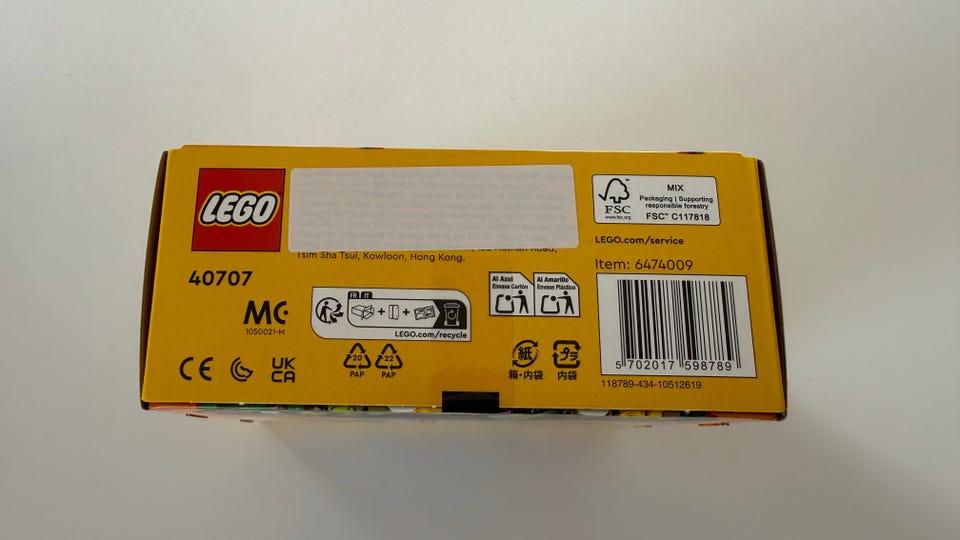 LEGO
Tsim Sha Tsui, Kowloon, Hong Kong.
40707
MC
1050021-M
FR IT
LEGO.com/recycle
CE
UK
CA
20
PAP
22
PAP
Al Azul
Envase Cartón
Al Amarillo
Envase Plástico
紙
箱・内袋
プラ
内袋
FSC
www.fsc.org
MIX
Packaging | Supporting
responsible forestry
FSC™ C117818
LEGO.com/service
Item: 6474009
5 702017 598789
118789-434-10512619